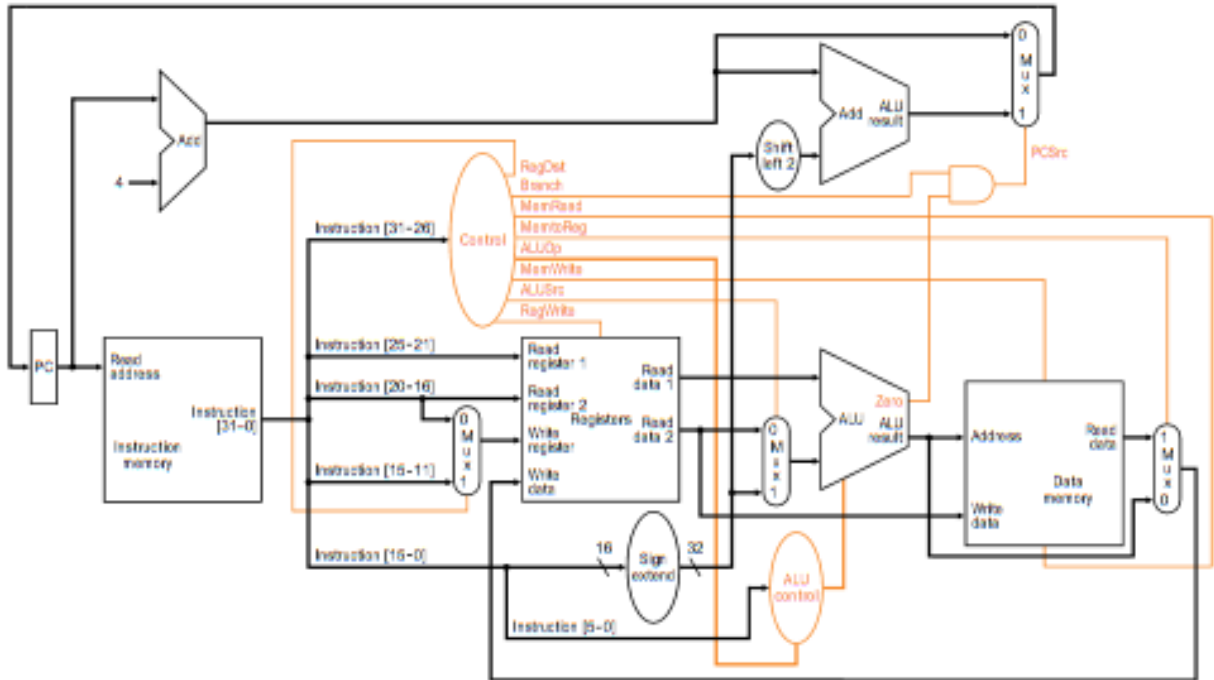 0
M
u
x
1
Add
4
Add
ALU
result
Shift
left 2
PCSrc
RegDst
Branch
MemRead
MemtoReg
ALUOp
MemWrite
ALUSrc
RegWrite
Control
Instruction [31-26]
Instruction [25-21]
Instruction [20-16]
Instruction [15-11]
Instruction [15-0]
Instruction [5-0]
PC
Read
address
Instruction
[31-0]
Instruction
memory
0
M
u
x
1
Read
register 1
Read
register 2
Registers
Write
register
Write
data
Read
data 1
Read
data 2
0
M
u
x
1
Zero
ALU
ALU
result
Address
Read
data
Data
memory
Write
data
1
M
u
x
0
16
Sign
extend
32
ALU
control